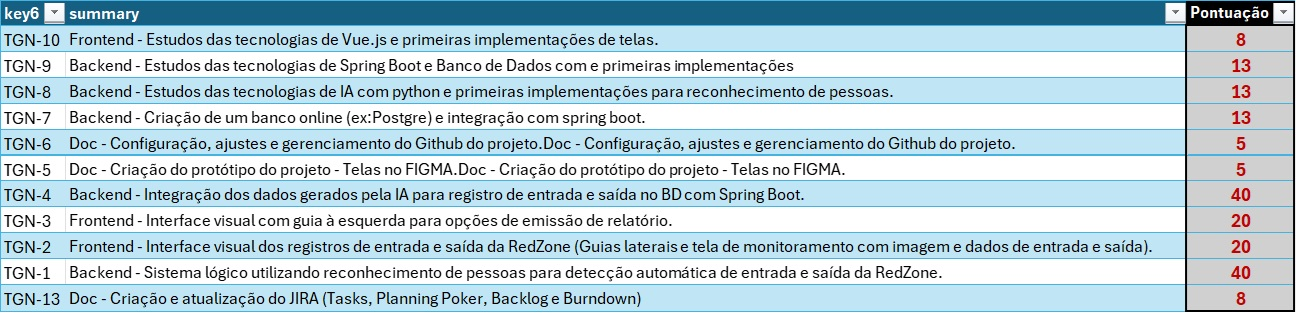 key6 summary Pontuação
TGN-10 Frontend - Estudos das tecnologias de Vue.js e primeiras implementações de telas. 8
TGN-9 Backend - Estudos das tecnologias de Spring Boot e Banco de Dados com e primeiras implementações 13
TGN-8 Backend - Estudos das tecnologias de IA com python e primeiras implementações para reconhecimento de pessoas. 13
TGN-7 Backend - Criação de um banco online (ex:Postgre) e integração com spring boot. 13
TGN-6 Doc - Configuração, ajustes e gerenciamento do Github do projeto.Doc - Configuração, ajustes e gerenciamento do Github do projeto. 5
TGN-5 Doc - Criação do protótipo do projeto - Telas no FIGMA.Doc - Criação do protótipo do projeto - Telas no FIGMA. 5
TGN-4 Backend - Integração dos dados gerados pela IA para registro de entrada e saída no BD com Spring Boot. 40
TGN-3 Frontend - Interface visual com guia à esquerda para opções de emissão de relatório. 20
TGN-2 Frontend - Interface visual dos registros de entrada e saída da RedZone (Guias laterais e tela de monitoramento com imagem e dados de entrada e saída). 20
TGN-1 Backend - Sistema lógico utilizando reconhecimento de pessoas para detecção automática de entrada e saída da RedZone. 40
TGN-13 Doc - Criação e atualização do JIRA (Tasks, Planning Poker, Backlog e Burndown) 8